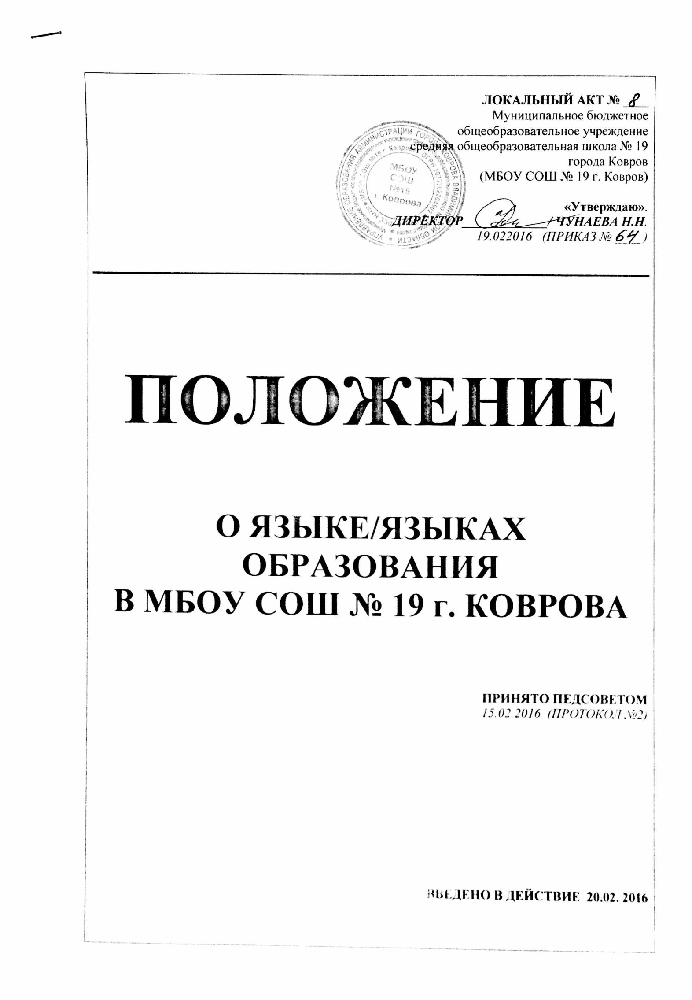 ЛОКАЛЬНЫЙ АКТ № 8
Муниципальное бюджетное
общеобразовательное учреждение
средняя общеобразовательная школа № 19
города Ковров
(МБОУ СОШ № 19 г. Ковров)
МБОУ
СОШ
№19
г. Коврова
«Утверждаю».
ДИРЕКТОР / ЧУНАЕВА Н.Н.
19.022016 (ПРИКАЗ № 64 )
ПОЛОЖЕНИЕ
О ЯЗЫКЕ/ЯЗЫКАХ
ОБРАЗОВАНИЯ
В МБОУ СОШ № 19 г. КОВРОВА
ПРИНЯТО ПЕДСОВЕТОМ
15.02.2016 (ПРОТОКОЛ №2)
ВВЕДЕНО В ДЕЙСТВИЕ 20.02. 2016